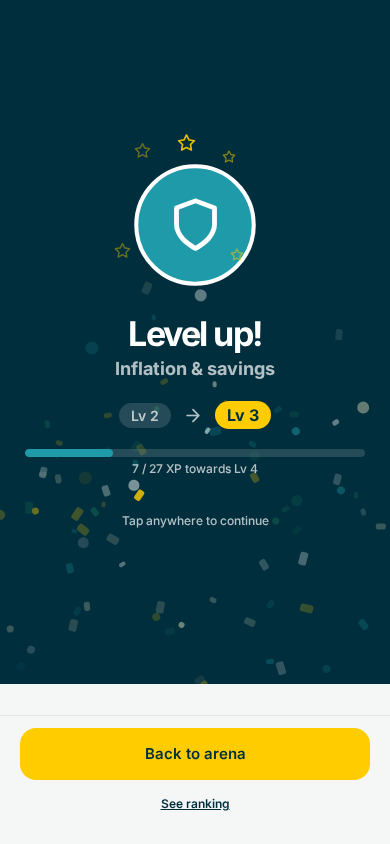 Level up!
Inflation & savings
Lv 2 → Lv 3
7 / 27 XP towards Lv 4
Tap anywhere to continue
Back to arena
See ranking